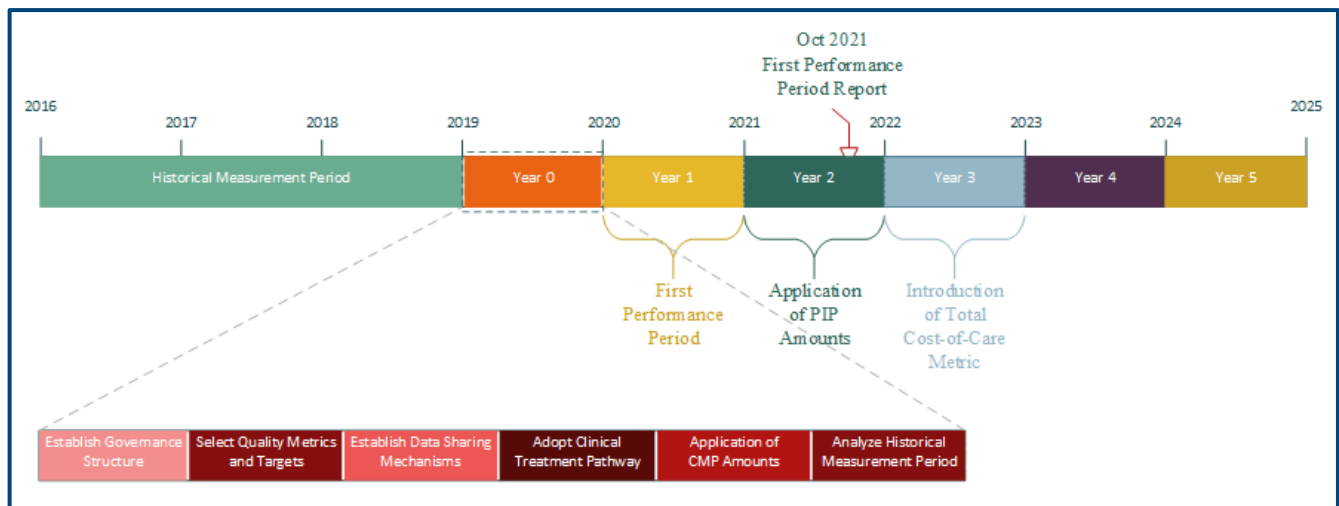 Oct 2021
First Performance
Period Report
2016
2017
2018
2019
2020
2021
2022
2023
2024
2025
Historical Measurement Period
Year 0
Year 1
Year 2
Year 3
Year 4
Year 5
First
Performance
Period
Application
of PIP
Amounts
Introduction
of Total
Cost-of-Care
Metric
Establish Governance
Structure
Select Quality Metrics
and Targets
Establish Data Sharing
Mechanisms
Adopt Clinical
Treatment Pathway
Application of
CMP Amounts
Analyze Historical
Measurement Period